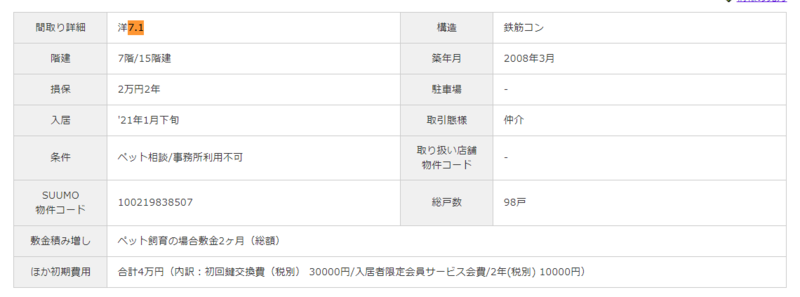 間取り詳細 洋7.1 構造 鉄筋コン
階建 7階/15階建 築年月 2008年3月
損保 2万円2年 駐車場 -
入居 '21年1月下旬 取引態様 仲介
条件 ペット相談/事務所利用不可 取り扱い店舗
物件コード -
SUUMO
物件コード 100219838507 総戸数 98戸
敷金積み増し ペット飼育の場合敷金2ヶ月（総額）
ほか初期費用 合計4万円（内訳：初回鍵交換費（税別） 30000円/入居者限定会員サービス会費/2年(税別) 10000円）